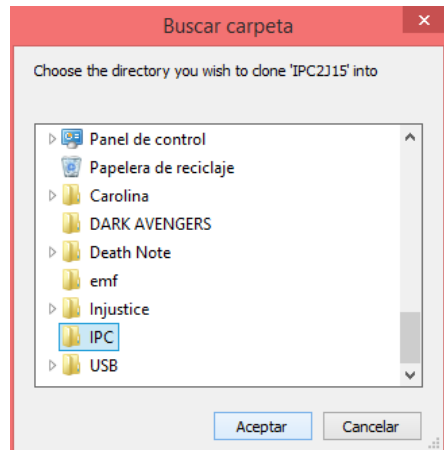 Buscar carpeta
Choose the directory you wish to clone 'IPC2J15' into
Panel de control
Papelera de reciclaje
Carolina
DARK AVENGERS
Death Note
emf
Injustice
IPC
USB
Aceptar
Cancelar